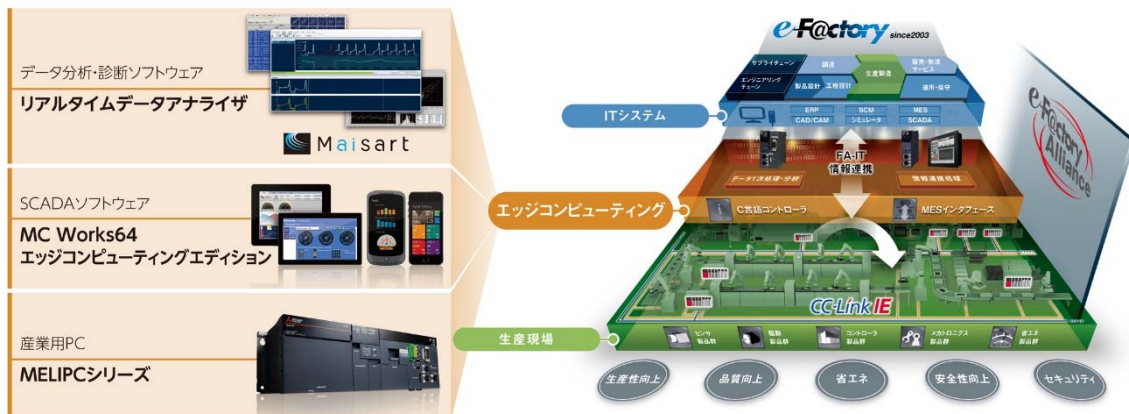 データ分析・診断ソフトウェア
リアルタイムデータアナライザ
Maisart
SCADAソフトウェア
MC Works64
エッジコンピューティングエディション
産業用PC
MELIPCシリーズ
エッジコンピューティング
ITシステム
生産現場
e-F@ctory since2003
サプライチェーン
調達
生産製造
販売・物流
サービス
エンジニアリング
チェーン
製品設計
工程設計
運用・保守
ERP
SCM
MES
CAD/CAM
シミュレータ
SCADA
FA-IT
情報連携
データ1次処理・分析
情報連携処理
C言語コントローラ
MESインタフェース
CC-Link IE
センサ
製品群
駆動
製品群
コントローラ
製品群
メカトロニクス
製品群
省エネ
製品群
e-F@ctory
Alliance
生産性向上
品質向上
省エネ
安全性向上
セキュリティ